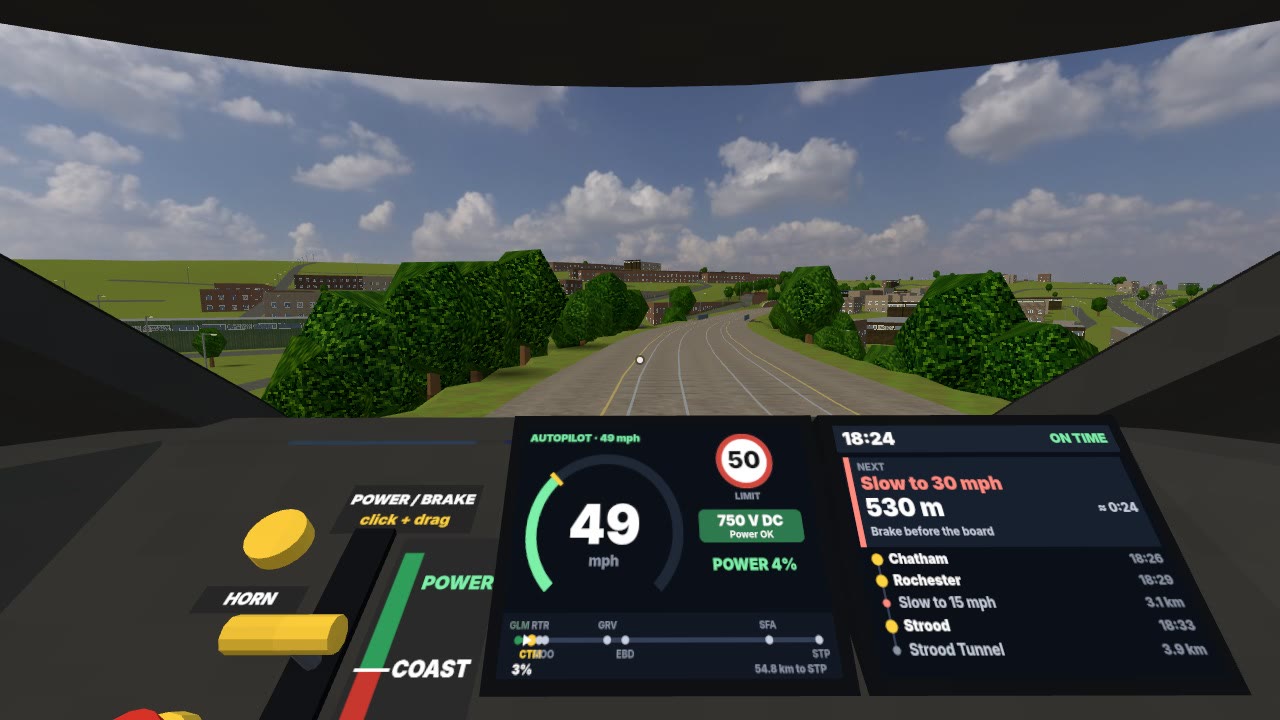 POWER / BRAKE
click + drag
HORN
POWER
COAST
AUTOPILOT · 49 mph
49
mph
50
LIMIT
750 V DC
Power OK
POWER 4%
GLM RTR GRV SFA
EBD STP
3%
54.8 km to STP
18:24 ON TIME
NEXT
Slow to 30 mph
530 m ≈ 0:24
Brake before the board
Chatham 18:26
Rochester 18:29
Slow to 15 mph 3.1 km
Strood 18:33
Strood Tunnel 3.9 km